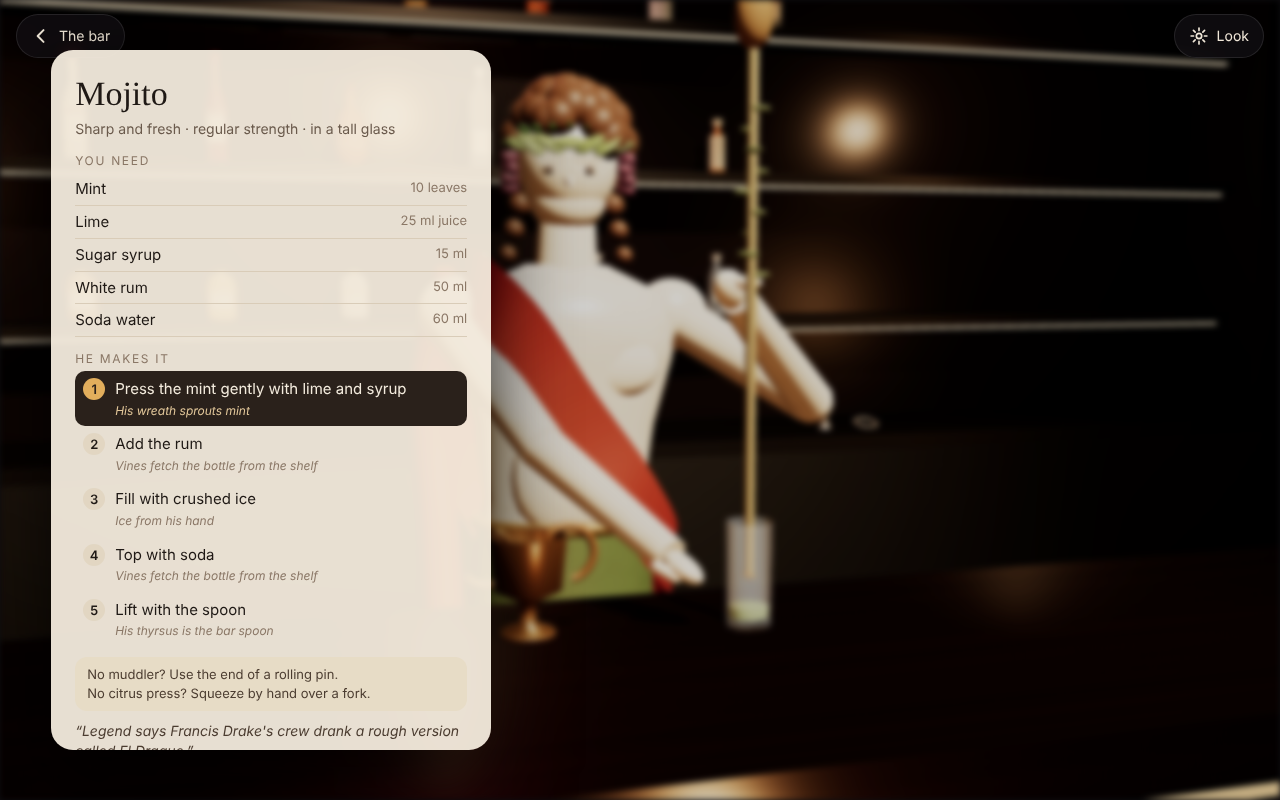 The bar
Look
Mojito
Sharp and fresh · regular strength · in a tall glass
YOU NEED
Mint 10 leaves
Lime 25 ml juice
Sugar syrup 15 ml
White rum 50 ml
Soda water 60 ml
HE MAKES IT
1 Press the mint gently with lime and syrup
His wreath sprouts mint
2 Add the rum
Vines fetch the bottle from the shelf
3 Fill with crushed ice
Ice from his hand
4 Top with soda
Vines fetch the bottle from the shelf
5 Lift with the spoon
His thyrsus is the bar spoon
No muddler? Use the end of a rolling pin.
No citrus press? Squeeze by hand over a fork.
“Legend says Francis Drake's crew drank a rough version
called El Draque.”